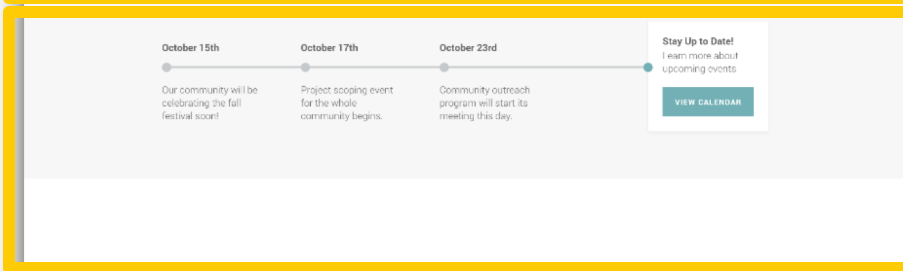 October 15th
Our community will be
celebrating the fall
festival soon!
October 17th
Project scoping event
for the whole
community begins.
October 23rd
Community outreach
program will start its
meeting this day.
Stay Up to Date!
Learn more about
upcoming events
VIEW CALENDAR